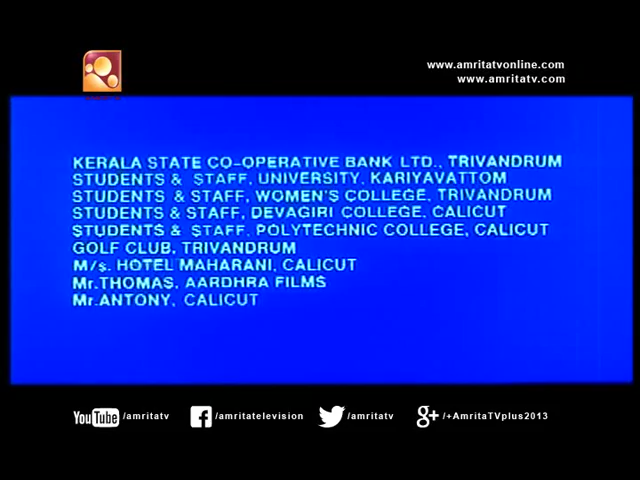 www.amritatvonline.com
www.amritatv.com
KERALA STATE CO-OPERATIVE BANK LTD., TRIVANDRUM
STUDENTS & STAFF, UNIVERSITY, KARIYAVATTOM
STUDENTS & STAFF, WOMEN'S COLLEGE, TRIVANDRUM
STUDENTS & STAFF, DEVAGIRI COLLEGE, CALICUT
STUDENTS & STAFF, POLYTECHNIC COLLEGE, CALICUT
GOLF CLUB, TRIVANDRUM
M/s. HOTEL MAHARANI, CALICUT
Mr.THOMAS, AARDHRA FILMS
Mr.ANTONY, CALICUT
YouTube /amritatv f /amritatelevision /amritatv g+ /+AmritaTVplus2013